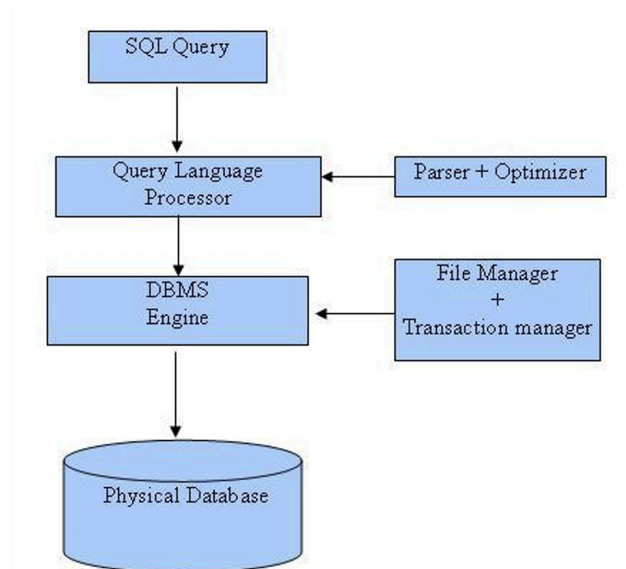 SQL Query
Query Language
Processor
Parser + Optimizer
DBMS
Engine
File Manager
+
Transaction manager
Physical Database